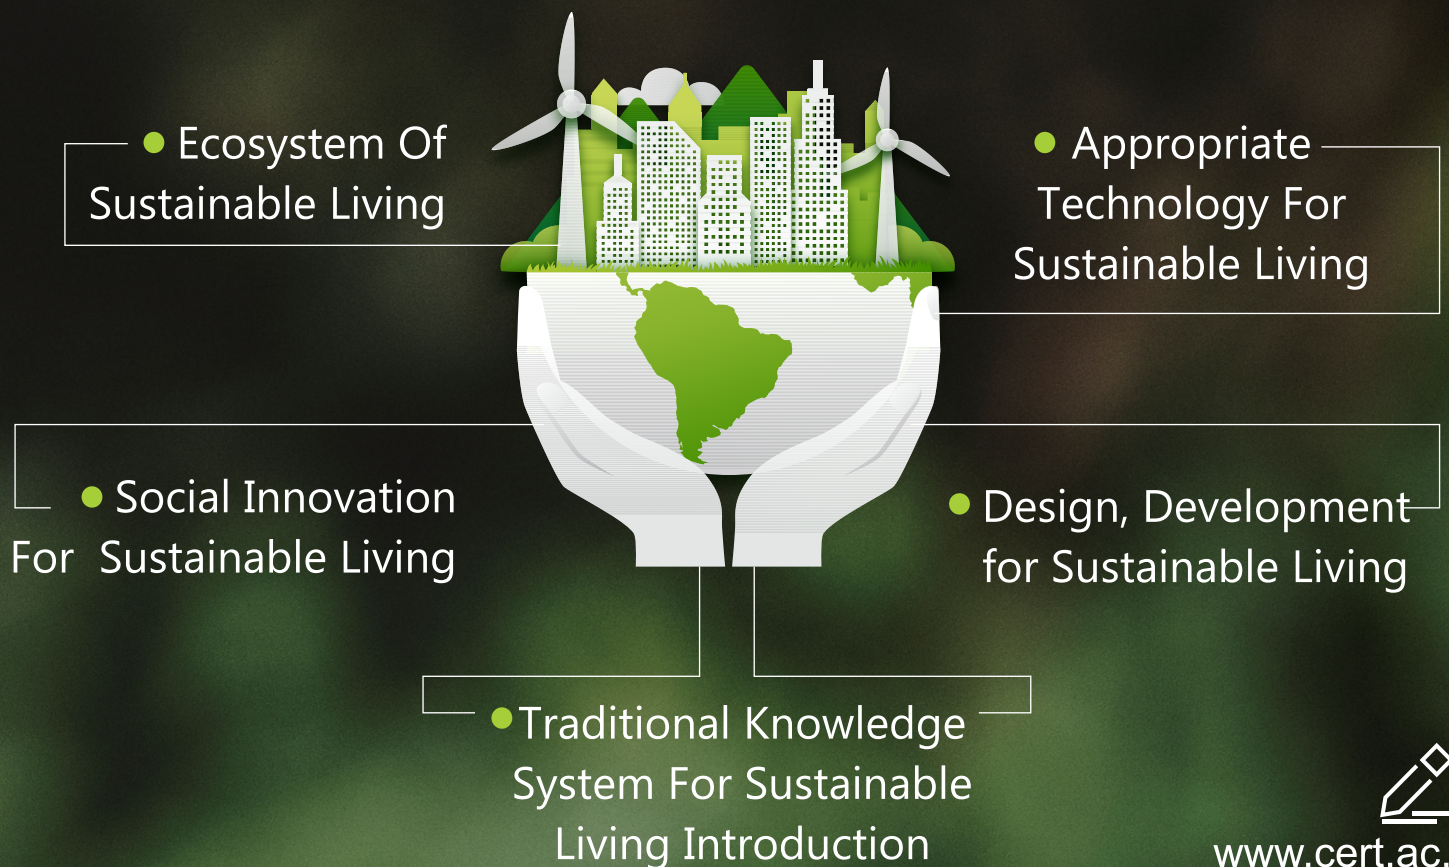 Ecosystem Of
Sustainable Living
Appropriate
Technology For
Sustainable Living
Social Innovation
For Sustainable Living
Design, Development
for Sustainable Living
Traditional Knowledge
System For Sustainable
Living Introduction
www.cert.ac.